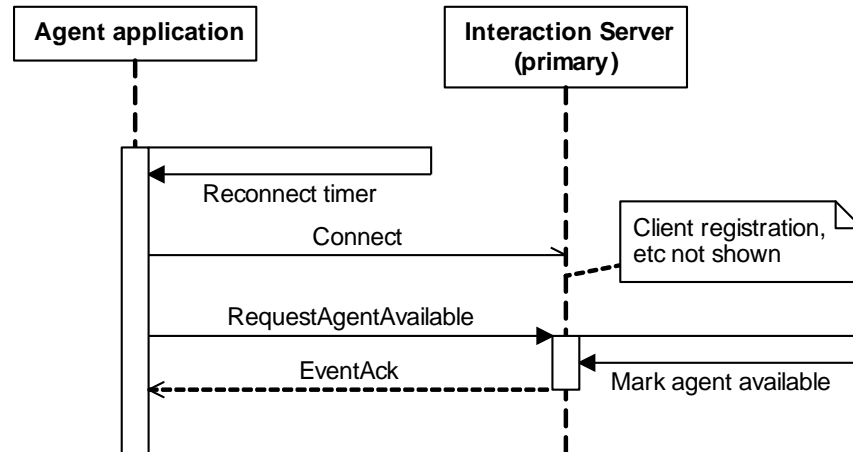 Agent application
Interaction Server
(primary)
Reconnect timer
Client registration,
etc not shown
Connect
RequestAgentAvailable
EventAck
Mark agent available